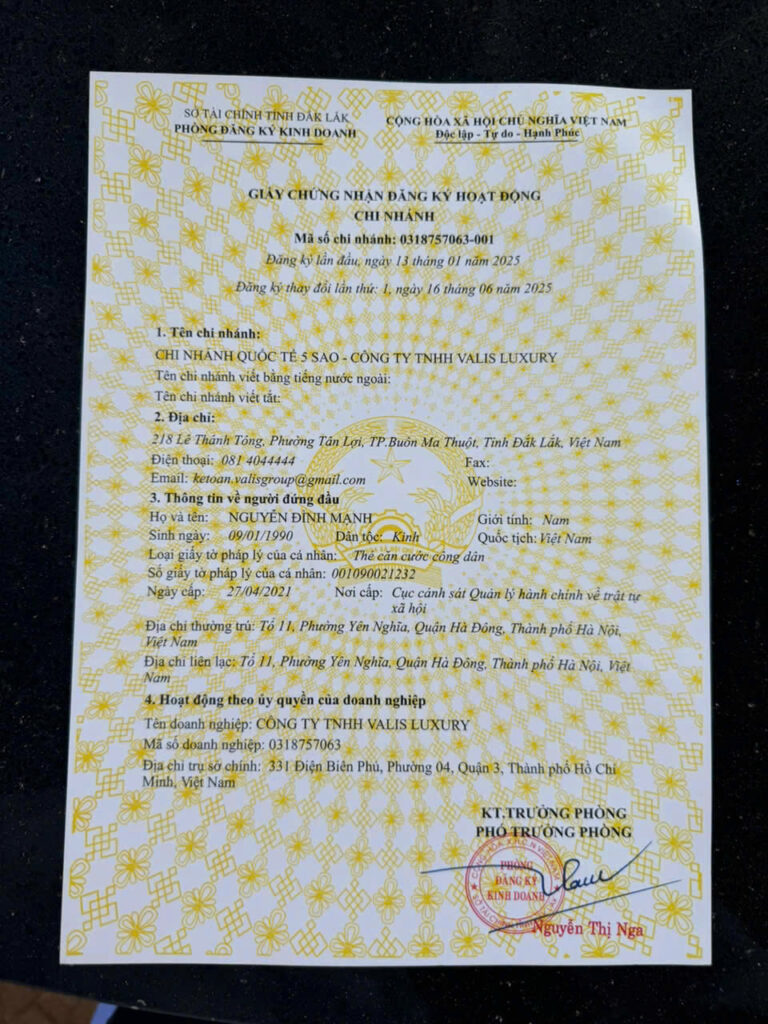 SỞ TÀI CHÍNH TỈNH ĐẮK LẮK
PHÒNG ĐĂNG KÝ KINH DOANH
CỘNG HÒA XÃ HỘI CHỦ NGHĨA VIỆT NAM
Độc lập - Tự do - Hạnh Phúc
GIẤY CHỨNG NHẬN ĐĂNG KÝ HOẠT ĐỘNG
CHI NHÁNH
Mã số chi nhánh: 0318757063-001
Đăng ký lần đầu, ngày 13 tháng 01 năm 2025
Đăng ký thay đổi lần thứ: 1, ngày 16 tháng 06 năm 2025
1. Tên chi nhánh:
CHI NHÁNH QUỐC TẾ 5 SAO - CÔNG TY TNHH VALIS LUXURY
Tên chi nhánh viết bằng tiếng nước ngoài:
Tên chi nhánh viết tắt:
2. Địa chỉ:
218 Lê Thánh Tông, Phường Tân Lợi, TP.Buôn Ma Thuột, Tỉnh Đắk Lắk, Việt Nam
Điện thoại: 081 4044444 Fax:
Email: ketoan.valisgroup@gmail.com Website:
3. Thông tin về người đứng đầu
Họ và tên: NGUYỄN ĐÌNH MẠNH Giới tính: Nam
Sinh ngày: 09/01/1990 Dân tộc: Kinh Quốc tịch: Việt Nam
Loại giấy tờ pháp lý của cá nhân: Thẻ căn cước công dân
Số giấy tờ pháp lý của cá nhân: 001090021232
Ngày cấp: 27/04/2021 Nơi cấp: Cục cảnh sát Quản lý hành chính về trật tự
xã hội
Địa chỉ thường trú: Tổ 11, Phường Yên Nghĩa, Quận Hà Đông, Thành phố Hà Nội,
Việt Nam
Địa chỉ liên lạc: Tổ 11, Phường Yên Nghĩa, Quận Hà Đông, Thành phố Hà Nội, Việt
Nam
4. Hoạt động theo ủy quyền của doanh nghiệp
Tên doanh nghiệp: CÔNG TY TNHH VALIS LUXURY
Mã số doanh nghiệp: 0318757063
Địa chỉ trụ sở chính: 331 Điện Biên Phủ, Phường 04, Quận 3, Thành phố Hồ Chí
Minh, Việt Nam
KT.TRƯỞNG PHÒNG
PHÓ TRƯỞNG PHÒNG
PHÒNG
ĐĂNG KÝ
KINH DOANH
Nguyễn Thị Nga